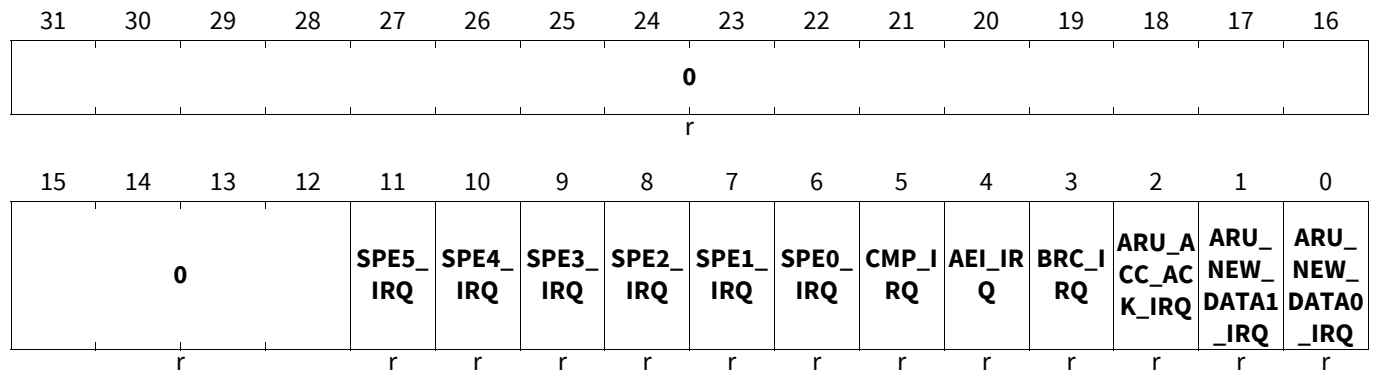 31 30 29 28 27 26 25 24 23 22 21 20 19 18 17 16
0
r
15 14 13 12 11 10 9 8 7 6 5 4 3 2 1 0
0 SPE5_ SPE4_ SPE3_ SPE2_ SPE1_ SPE0_ CMP_I AEI_IR BRC_I ARU_A ARU_ ARU_
IRQ IRQ IRQ IRQ IRQ IRQ RQ Q RQ CC_AC NEW_ NEW_
K_IRQ DATA1 DATA0
_IRQ _IRQ
r r r r r r r r r r r r r